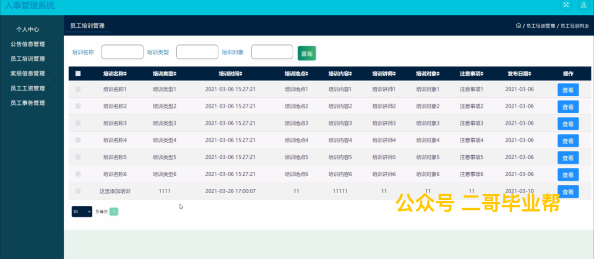 人事管理系统
个人中心
公告信息管理
员工培训管理
奖惩信息管理
员工工资管理
员工事务管理
员工培训管理
/ 员工培训管理 / 员工培训列表
培训名称 培训类型 培训对象 查询
培训名称 培训类型 培训时间 培训地点 培训内容 培训讲师 培训对象 注意事项 发布日期 操作
培训名称1 培训类型1 2021-03-06 15:27:21 培训地点1 培训内容1 培训讲师1 培训对象1 注意事项1 2021-03-06 查看
培训名称2 培训类型2 2021-03-06 15:27:21 培训地点2 培训内容2 培训讲师2 培训对象2 注意事项2 2021-03-06 查看
培训名称3 培训类型3 2021-03-06 15:27:21 培训地点3 培训内容3 培训讲师3 培训对象3 注意事项3 2021-03-06 查看
培训名称4 培训类型4 2021-03-06 15:27:21 培训地点4 培训内容4 培训讲师4 培训对象4 注意事项4 2021-03-06 查看
培训名称5 培训类型5 2021-03-06 15:27:21 培训地点5 培训内容5 培训讲师5 培训对象5 注意事项5 2021-03-06 查看
培训名称6 培训类型6 2021-03-06 15:27:21 培训地点6 培训内容6 培训讲师6 培训对象6 注意事项6 2021-03-06 查看
这里添加培训 1111 2021-03-26 17:00:07 11 11111 11 11 11 2021-03-10 查看
公众号 二哥毕业帮
10